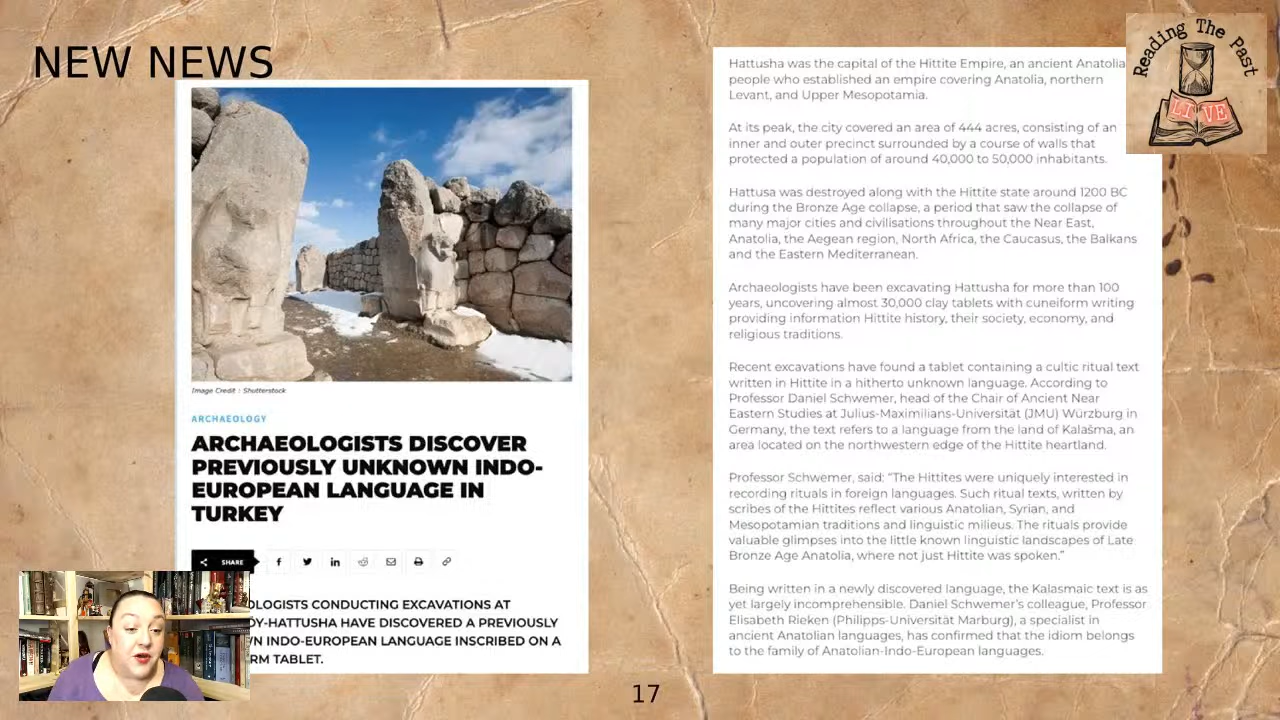 NEW NEWS
Image Credit : Shutterstock
ARCHAEOLOGY
ARCHAEOLOGISTS DISCOVER
PREVIOUSLY UNKNOWN INDO-
EUROPEAN LANGUAGE IN
TURKEY
SHARE
OLOGISTS CONDUCTING EXCAVATIONS AT
Y-HATTUSHA HAVE DISCOVERED A PREVIOUSLY
N INDO-EUROPEAN LANGUAGE INSCRIBED ON A
RM TABLET.
Hattusha was the capital of the Hittite Empire, an ancient Anatolia
people who established an empire covering Anatolia, northern
Levant, and Upper Mesopotamia.
At its peak, the city covered an area of 444 acres, consisting of an
inner and outer precinct surrounded by a course of walls that
protected a population of around 40,000 to 50,000 inhabitants.
Hattusa was destroyed along with the Hittite state around 1200 BC
during the Bronze Age collapse, a period that saw the collapse of
many major cities and civilisations throughout the Near East,
Anatolia, the Aegean region, North Africa, the Caucasus, the Balkans
and the Eastern Mediterranean.
Archaeologists have been excavating Hattusha for more than 100
years, uncovering almost 30,000 clay tablets with cuneiform writing
providing information Hittite history, their society, economy, and
religious traditions.
Recent excavations have found a tablet containing a cultic ritual text
written in Hittite in a hitherto unknown language. According to
Professor Daniel Schwemer, head of the Chair of Ancient Near
Eastern Studies at Julius-Maximilians-Universität (JMU) Würzburg in
Germany, the text refers to a language from the land of Kalašma, an
area located on the northwestern edge of the Hittite heartland.
Professor Schwemer, said: “The Hittites were uniquely interested in
recording rituals in foreign languages. Such ritual texts, written by
scribes of the Hittites reflect various Anatolian, Syrian, and
Mesopotamian traditions and linguistic milieus. The rituals provide
valuable glimpses into the little known linguistic landscapes of Late
Bronze Age Anatolia, where not just Hittite was spoken.”
Being written in a newly discovered language, the Kalasmaic text is as
yet largely incomprehensible. Daniel Schwemer’s colleague, Professor
Elisabeth Rieken (Philipps-Universität Marburg), a specialist in
ancient Anatolian languages, has confirmed that the idiom belongs
to the family of Anatolian-Indo-European languages.
Reading The Past
LIVE
17